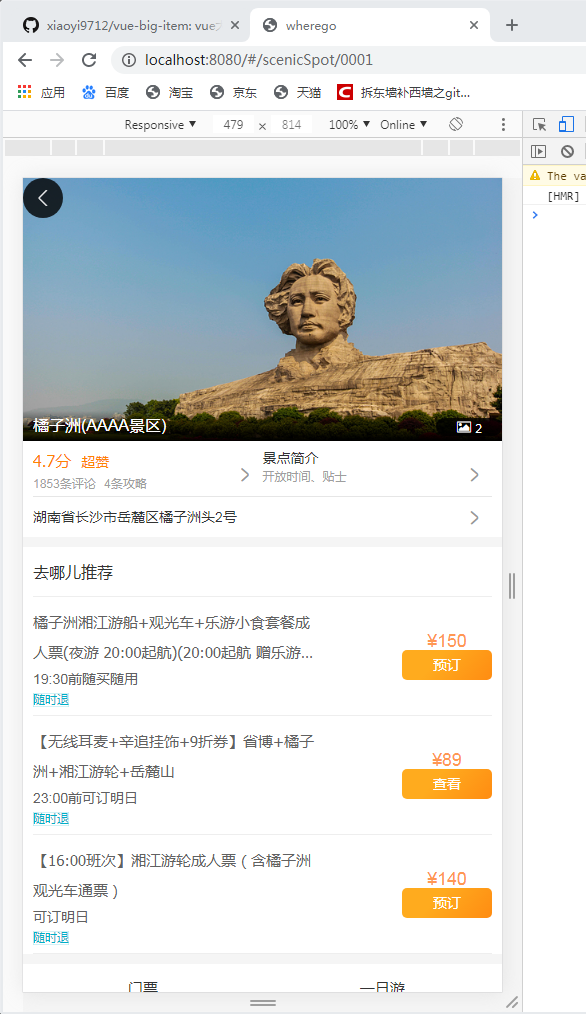 xiaoyi9712/vue-big-item: vue
wherego
localhost:8080/#/scenicSpot/0001
应用 百度 淘宝 京东 天猫 拆东墙补西墙之git...
Responsive ▼ 479 × 814 100% ▼ Online ▼
The va
[HMR]
橘子洲(AAAA景区)
2
4.7分 超赞
1853条评论 4条攻略
景点简介
开放时间、贴士
湖南省长沙市岳麓区橘子洲头2号
去哪儿推荐
橘子洲湘江游船+观光车+乐游小食套餐成
人票(夜游 20:00起航)(20:00起航 赠乐游...
19:30前随买随用
随时退
¥150
预订
【无线耳麦+辛追挂饰+9折券】省博+橘子
洲+湘江游轮+岳麓山
23:00前可订明日
随时退
¥89
查看
【16:00班次】湘江游轮成人票（含橘子洲
观光车通票）
可订明日
随时退
¥140
预订
门票 一日游